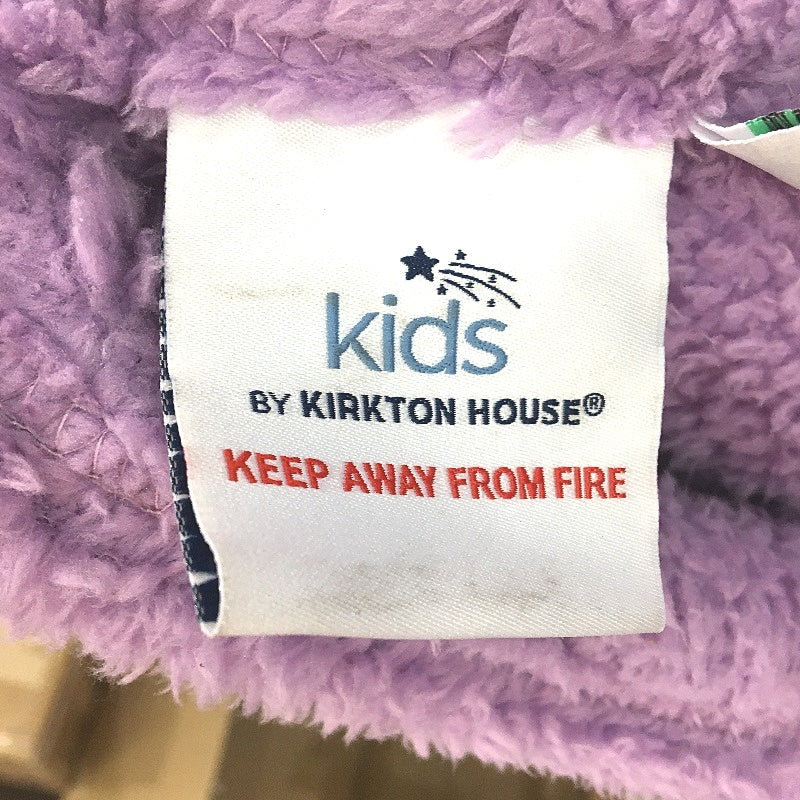 kids
BY KIRKTON HOUSE®
KEEP AWAY FROM FIRE